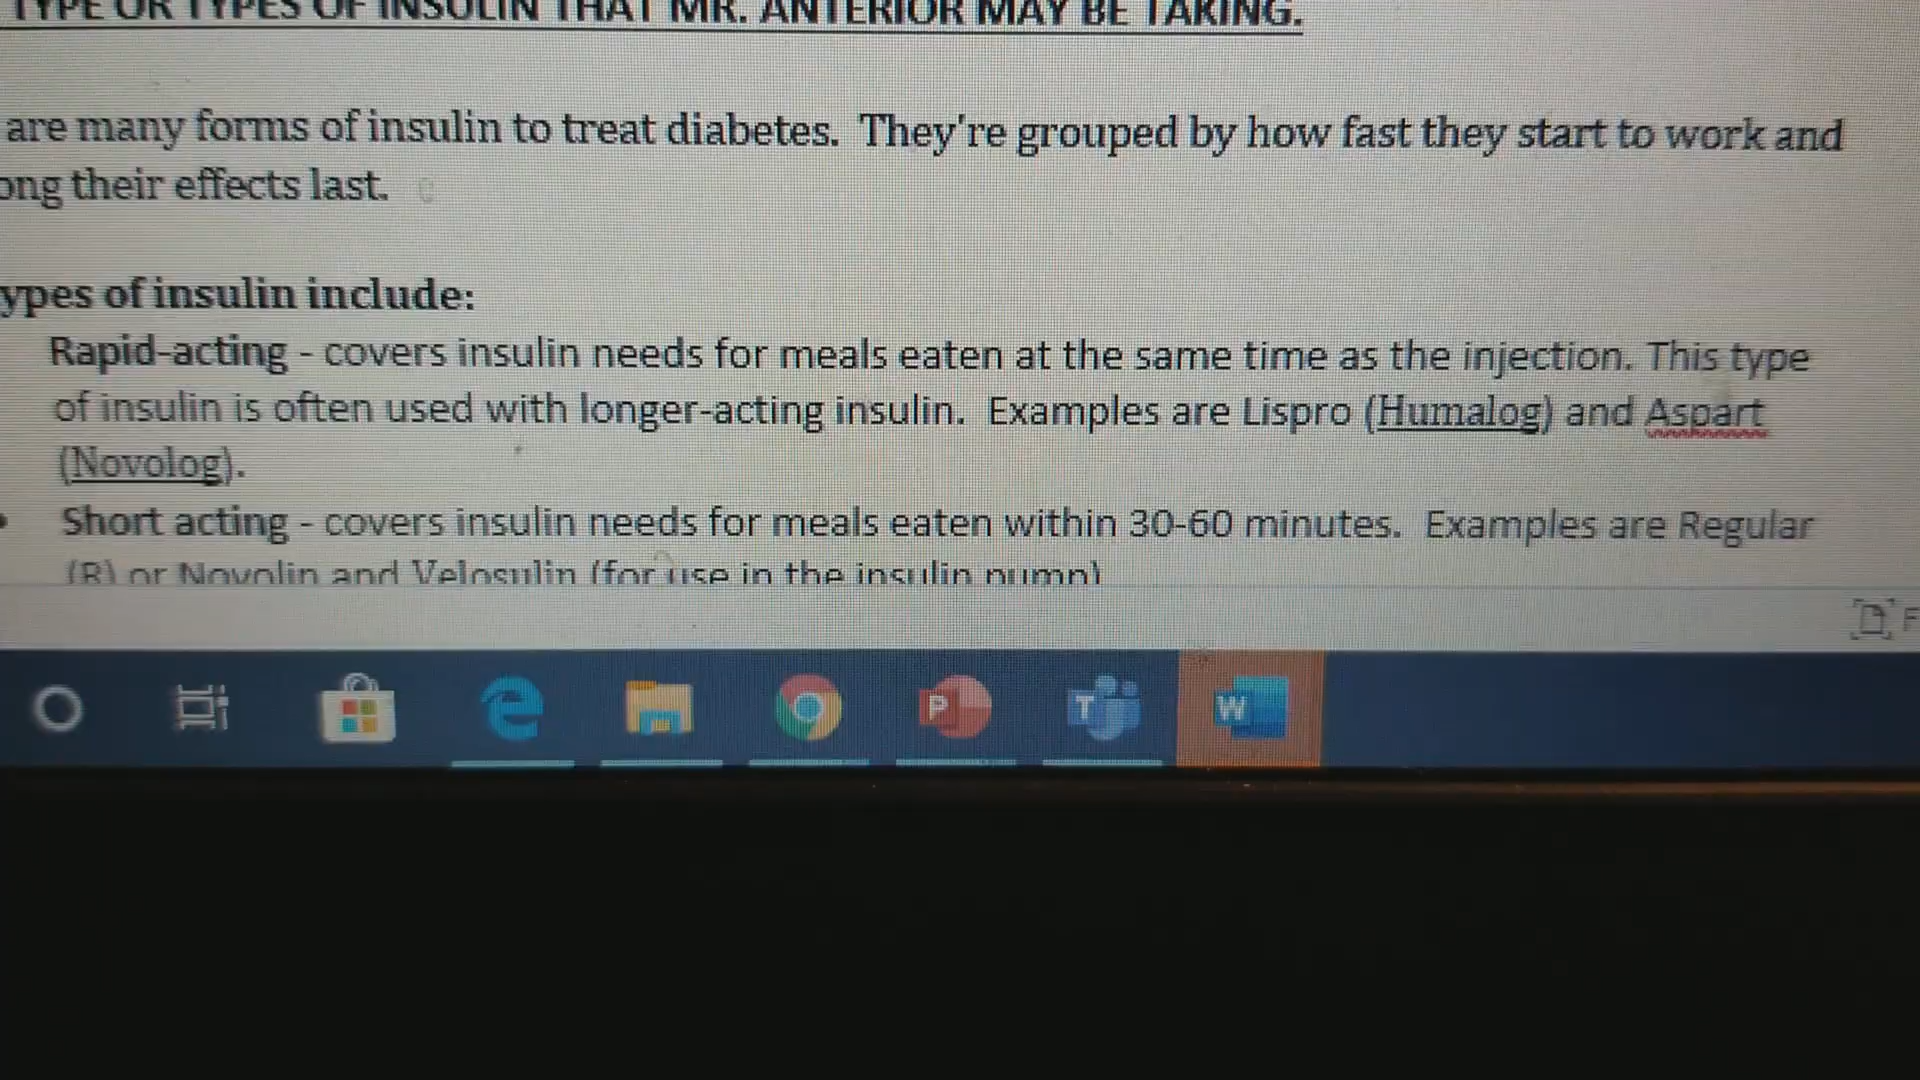 TYPE OR TYPES OF INSULIN THAT MR. ANTERIOR MAY BE TAKING.
are many forms of insulin to treat diabetes.  They're grouped by how fast they start to work and
ong their effects last.
ypes of insulin include:
Rapid-acting - covers insulin needs for meals eaten at the same time as the injection. This type
of insulin is often used with longer-acting insulin.  Examples are Lispro (Humalog) and Aspart
(Novolog).
• Short acting - covers insulin needs for meals eaten within 30-60 minutes.  Examples are Regular
(R) or Novolin and Velosulin (for use in the insulin pump)
F
P T W